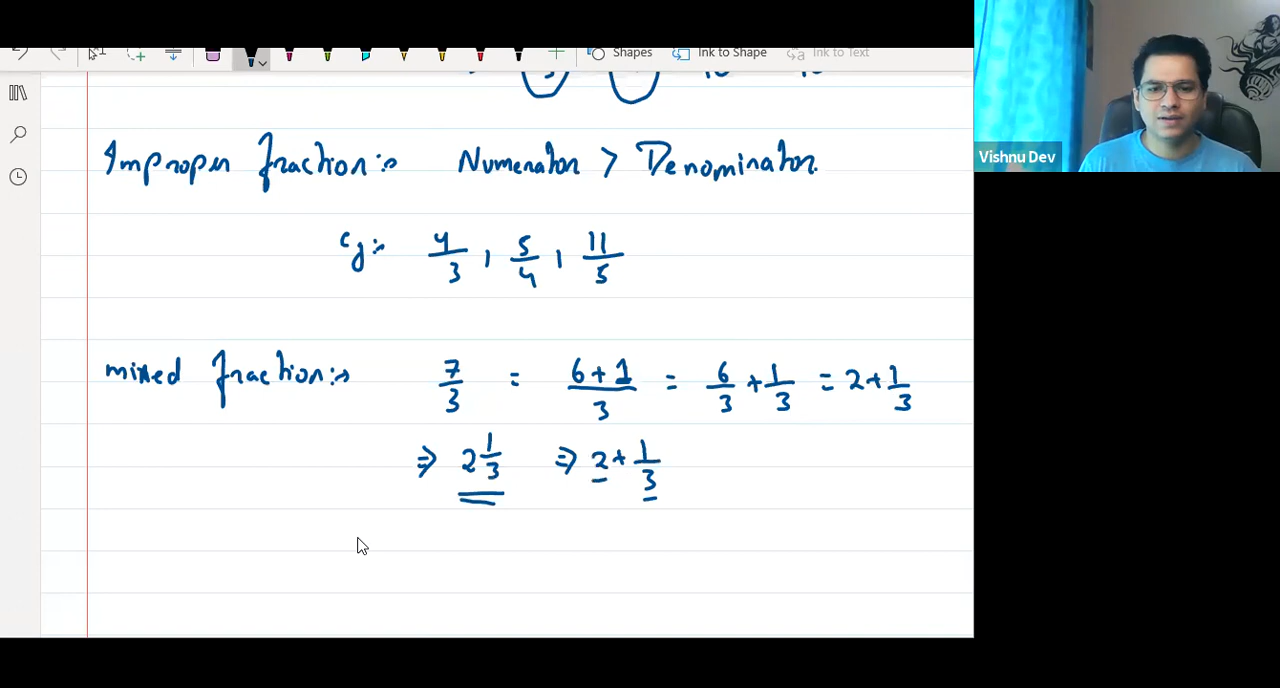 Shapes Ink to Shape Ink to Text
Vishnu Dev
Improper fraction:- Numerator > Denominator.
eg:- 4/3, 5/4, 11/5
mixed fraction:- 7/3 = 6+1/3 = 6/3 + 1/3 = 2 + 1/3
⇒ 2 1/3 ⇒ 2 + 1/3